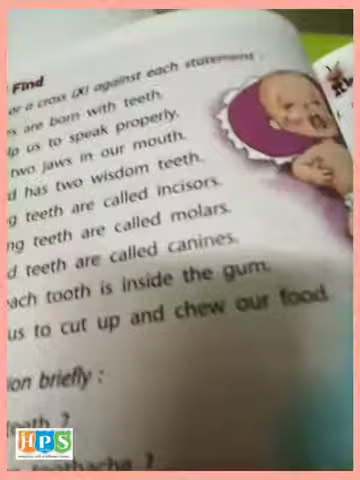 Find
or a cross (X) against each statement :
are born with teeth.
us to speak properly.
two jaws in our mouth.
has two wisdom teeth.
teeth are called incisors.
teeth are called molars.
teeth are called canines.
tooth is inside the gum.
us to cut up and chew our food.
briefly :
?
?
HPS